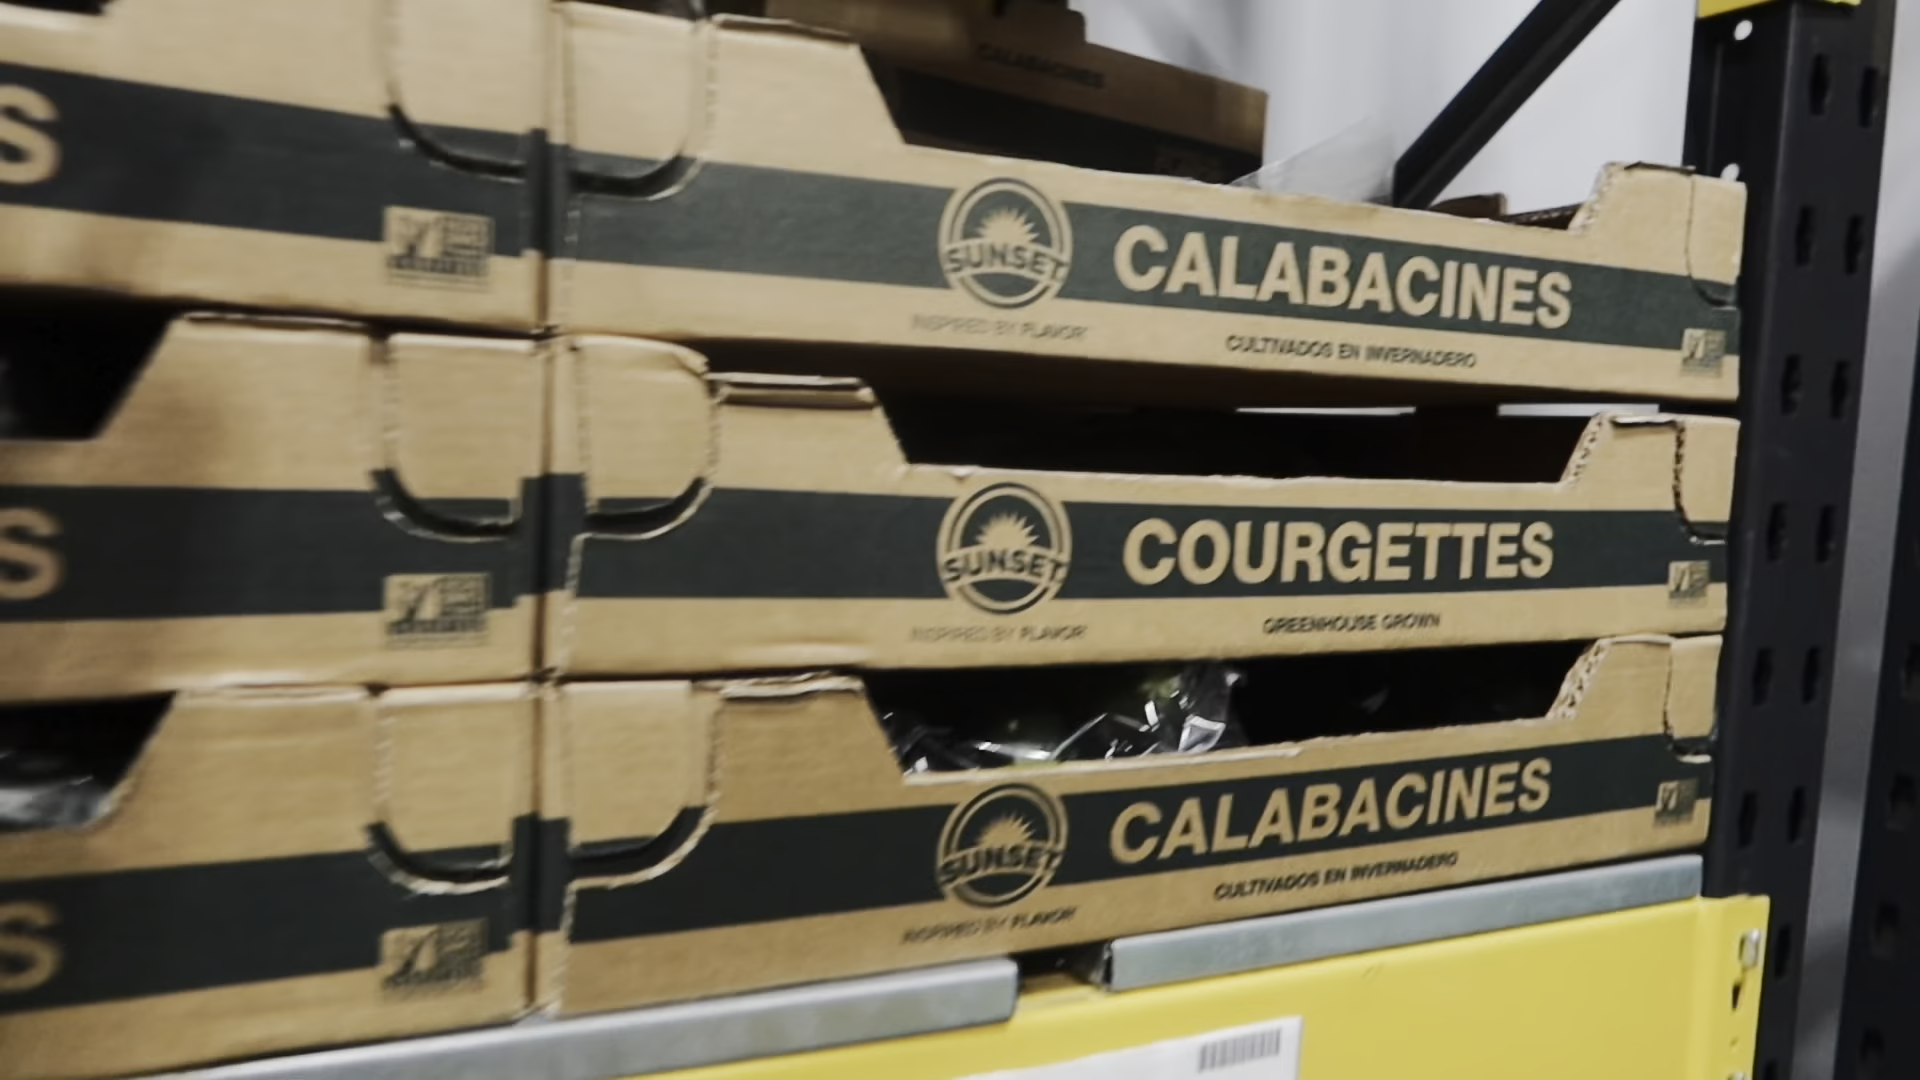 CALABACINES
S
SUNSET
CALABACINES
INSPIRED BY FLAVOR
CULTIVADOS EN INVERNADERO
S
SUNSET
COURGETTES
INSPIRED BY FLAVOR
GREENHOUSE GROWN
S
SUNSET
CALABACINES
INSPIRED BY FLAVOR
CULTIVADOS EN INVERNADERO